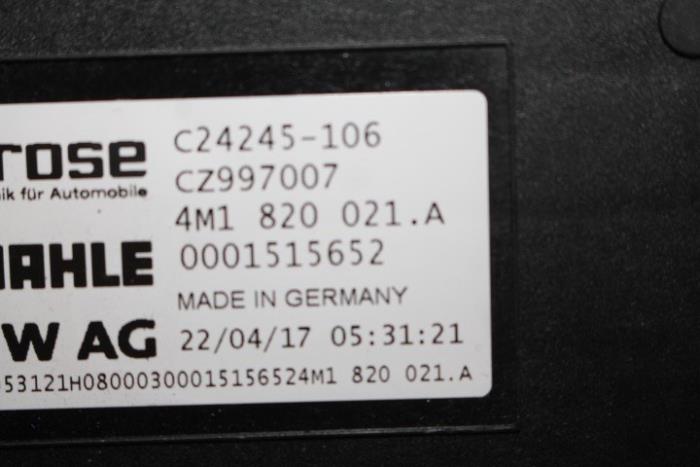 rose
C24245-106
CZ997007
ik für Automobile
4M1 820 021.A
AHLE
0001515652
MADE IN GERMANY
W AG
22/04/17 05:31:21
53121H08000300015156524M1 820 021.A